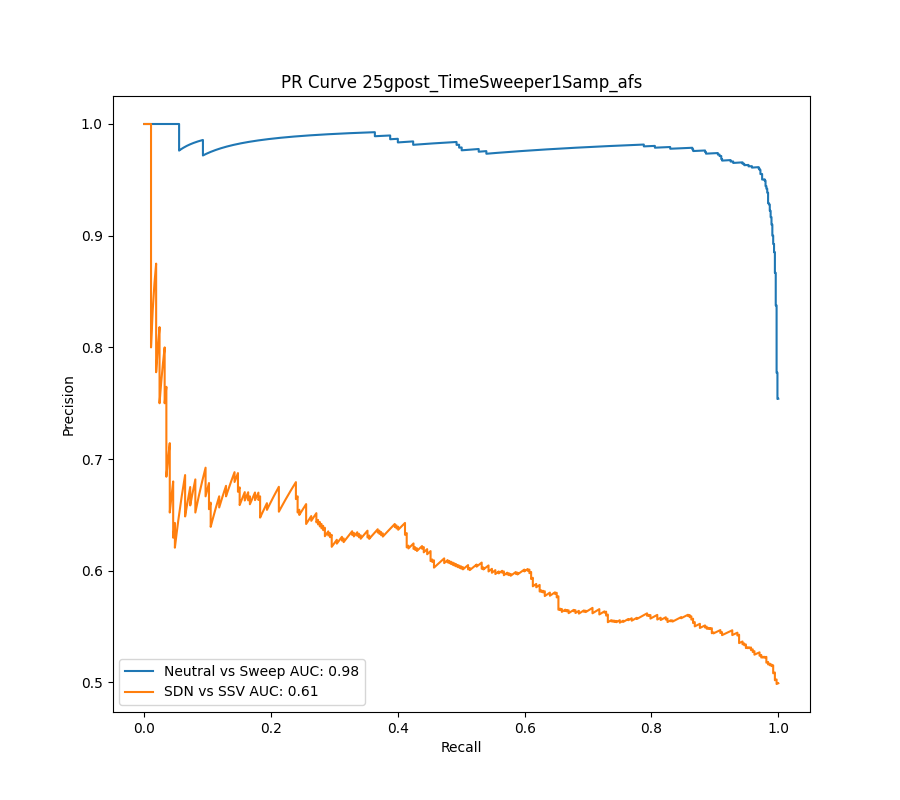 PR Curve 25gpost_TimeSweeper1Samp_afs
1.0
0.9
0.8
0.7
0.6
0.5
Precision
Neutral vs Sweep AUC: 0.98
SDN vs SSV AUC: 0.61
0.0 0.2 0.4 0.6 0.8 1.0
Recall